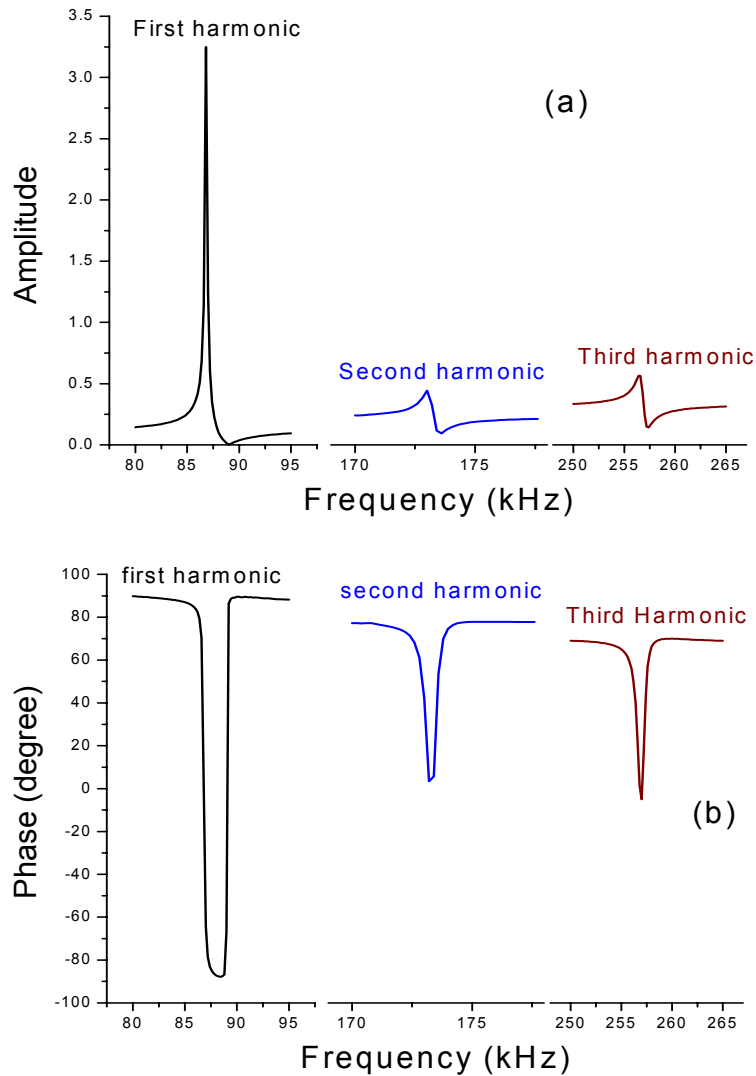 3.5
First harmonic
3.0
(a)
2.5
2.0
Amplitude
1.5
1.0
Second harmonic
Third harmonic
0.5
0.0
80 85 90 95 170 175 250 255 260 265
Frequency (kHz)
100
first harmonic
second harmonic
Third Harmonic
80
60
40
20
0
Phase (degree)
-20
(b)
-40
-60
-80
-100
80 85 90 95 170 175 250 255 260 265
Frequency (kHz)